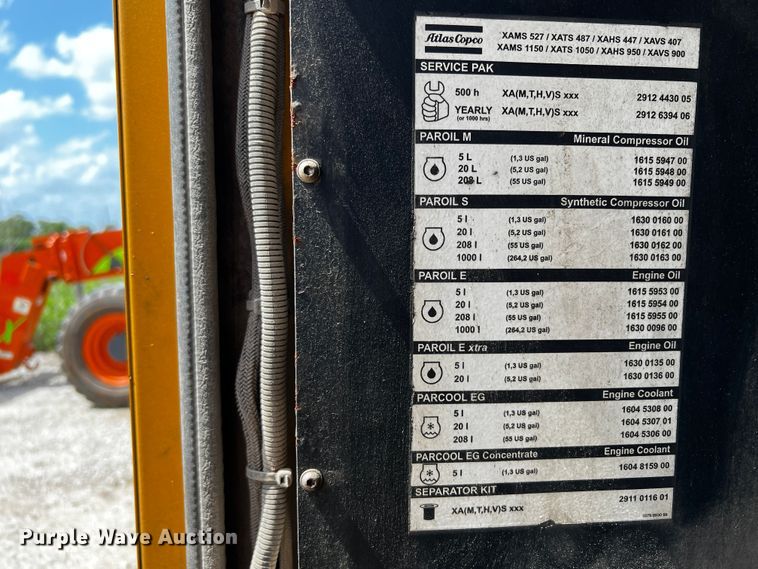 Atlas Copco
XAMS 527 / XATS 487 / XAHS 447 / XAVS 407
XAMS 1150 / XATS 1050 / XAHS 950 / XAVS 900
SERVICE PAK
500 h XA(M,T,H,V)S xxx 2912 4430 05
YEARLY XA(M,T,H,V)S xxx 2912 6394 06
(or 1000 hrs)
PAROIL M Mineral Compressor Oil
5 L (1,3 US gal) 1615 5947 00
20 L (5,2 US gal) 1615 5948 00
208 L (55 US gal) 1615 5949 00
PAROIL S Synthetic Compressor Oil
5 l (1,3 US gal) 1630 0160 00
20 l (5,2 US gal) 1630 0161 00
208 l (55 US gal) 1630 0162 00
1000 l (264,2 US gal) 1630 0163 00
PAROIL E Engine Oil
5 l (1,3 US gal) 1615 5953 00
20 l (5,2 US gal) 1615 5954 00
208 l (55 US gal) 1615 5955 00
1000 l (264,2 US gal) 1630 0096 00
PAROIL E xtra Engine Oil
5 l (1,3 US gal) 1630 0135 00
20 l (5,2 US gal) 1630 0136 00
PARCOOL EG Engine Coolant
5 l (1,3 US gal) 1604 5308 00
20 l (5,2 US gal) 1604 5307 01
208 l (55 US gal) 1604 5306 00
PARCOOL EG Concentrate Engine Coolant
5 l (1,3 US gal) 1604 8159 00
SEPARATOR KIT
XA(M,T,H,V)S xxx 2911 0116 01
Purple Wave Auction